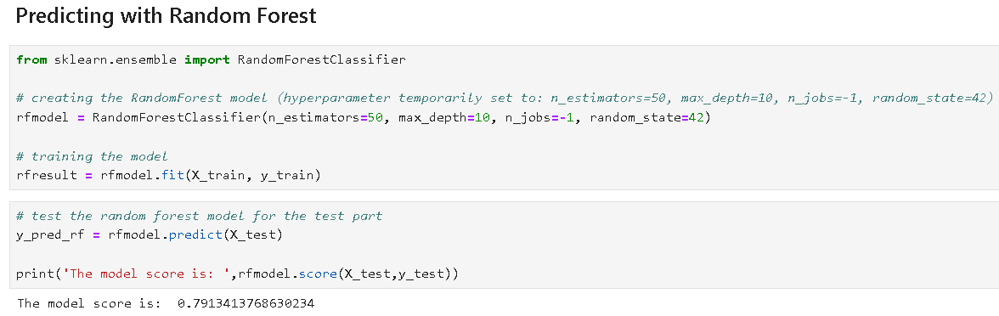 Predicting with Random Forest
from sklearn.ensemble import RandomForestClassifier
# creating the RandomForest model (hyperparameter temporarily set to: n_estimators=50, max_depth=10, n_jobs=-1, random_state=42)
rfmodel = RandomForestClassifier(n_estimators=50, max_depth=10, n_jobs=-1, random_state=42)
# training the model
rfresult = rfmodel.fit(X_train, y_train)
# test the random forest model for the test part
y_pred_rf = rfmodel.predict(X_test)
print('The model score is: ',rfmodel.score(X_test,y_test))
The model score is:  0.7913413768630234